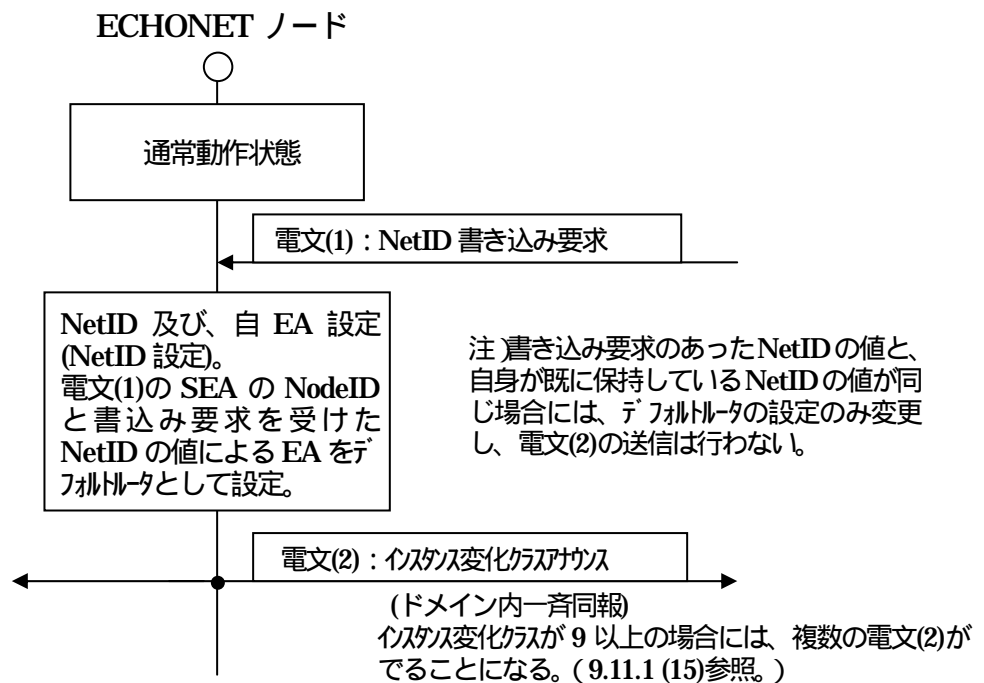 ECHONET ノード
通常動作状態
電文(1)：NetID 書き込み要求
NetID 及び、自 EA 設定
(NetID 設定)。
電文(1)の SEA の NodeID
と書込み要求を受けた
NetID の値による EA をﾃﾞ
ﾌｫﾙﾄﾙｰﾀとして設定。
注)書き込み要求のあったNetIDの値と、
自身が既に保持しているNetIDの値が同
じ場合には、ﾃﾞﾌｫﾙﾄﾙｰﾀの設定のみ変更
し、電文(2)の送信は行わない。
電文(2)：ｲﾝｽﾀﾝｽ変化ｸﾗｽｱﾅｳﾝｽ
(ドメイン内一斉同報)
ｲﾝｽﾀﾝｽ変化ｸﾗｽが 9 以上の場合には、複数の電文(2)が
でることになる。( 9.11.1 (15)参照。)